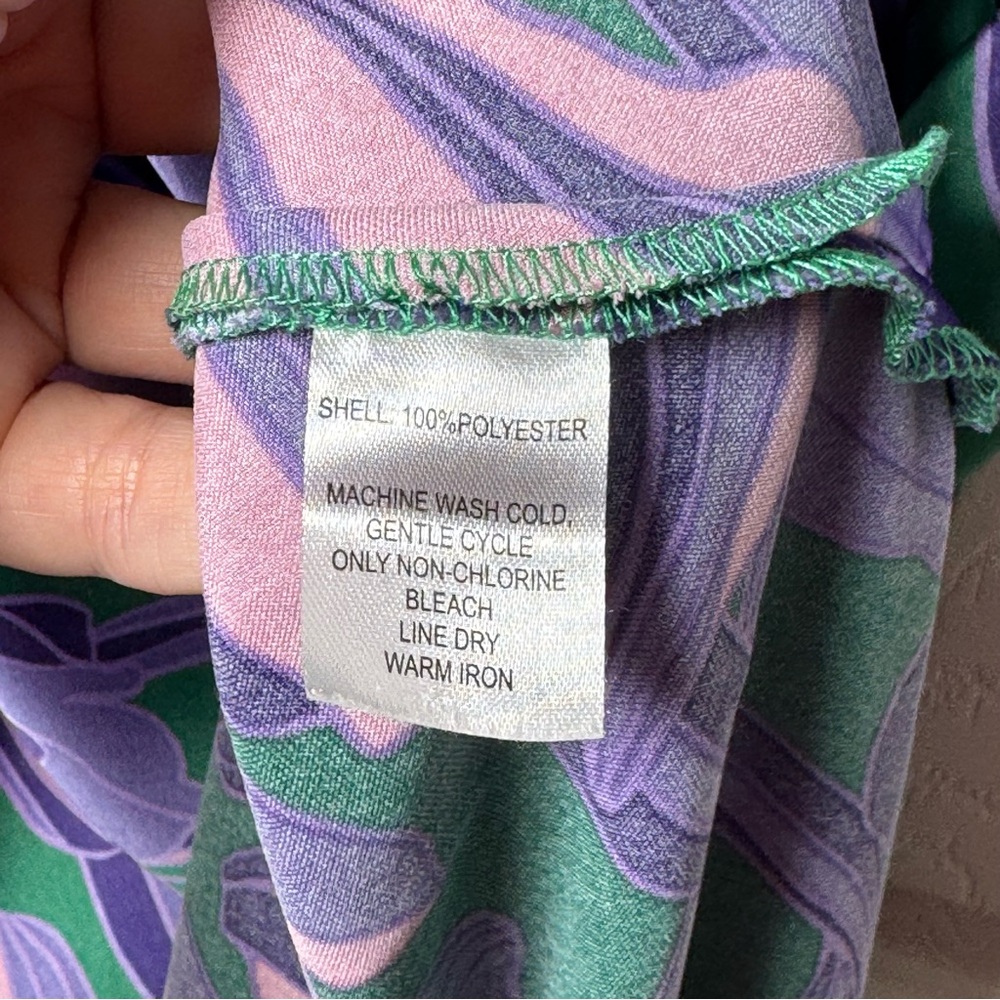 SHELL: 100%POLYESTER
MACHINE WASH COLD,
GENTLE CYCLE
ONLY NON-CHLORINE
BLEACH
LINE DRY
WARM IRON